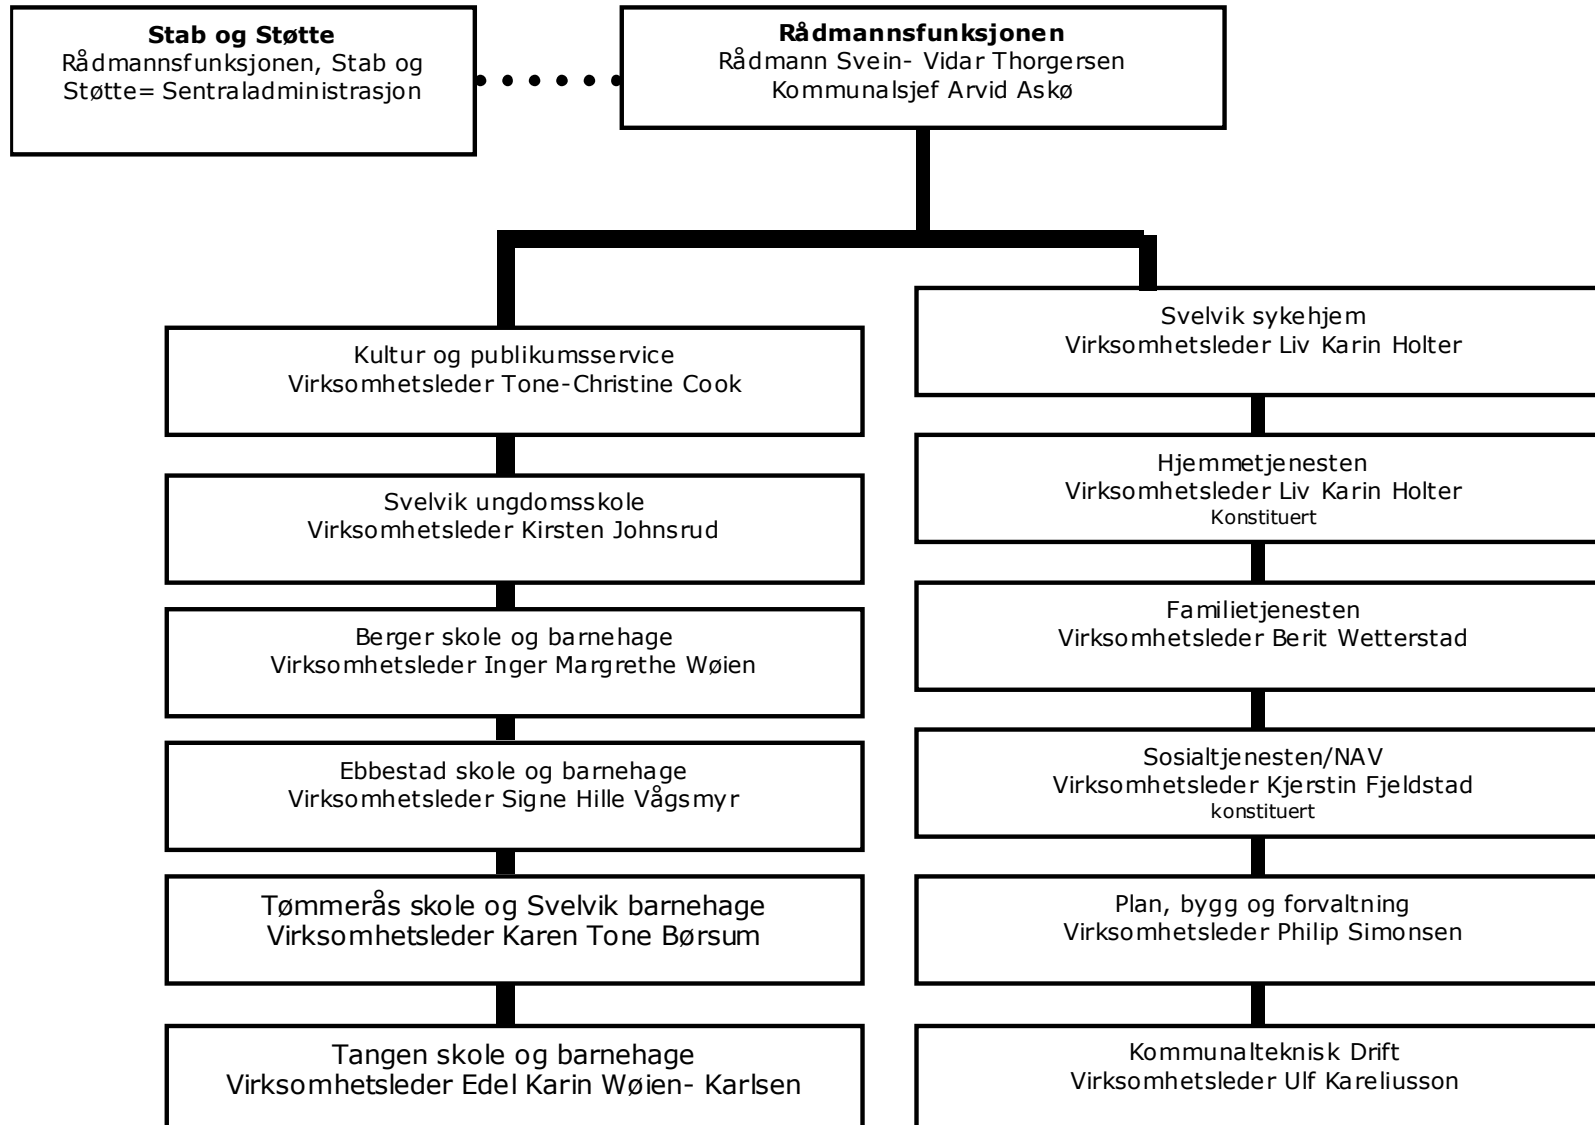 Stab og Støtte
Rådmannsfunksjonen, Stab og
Støtte= Sentraladministrasjon
Rådmannsfunksjonen
Rådmann Svein- Vidar Thorgersen
Kommunalsjef Arvid Askø
Kultur og publikumsservice
Virksomhetsleder Tone-Christine Cook
Svelvik ungdomsskole
Virksomhetsleder Kirsten Johnsrud
Berger skole og barnehage
Virksomhetsleder Inger Margrethe Wøien
Ebbestad skole og barnehage
Virksomhetsleder Signe Hille Vågsmyr
Tømmerås skole og Svelvik barnehage
Virksomhetsleder Karen Tone Børsum
Tangen skole og barnehage
Virksomhetsleder Edel Karin Wøien- Karlsen
Svelvik sykehjem
Virksomhetsleder Liv Karin Holter
Hjemmetjenesten
Virksomhetsleder Liv Karin Holter
Konstituert
Familietjenesten
Virksomhetsleder Berit Wetterstad
Sosialtjenesten/NAV
Virksomhetsleder Kjerstin Fjeldstad
konstituert
Plan, bygg og forvaltning
Virksomhetsleder Philip Simonsen
Kommunalteknisk Drift
Virksomhetsleder Ulf Kareliusson